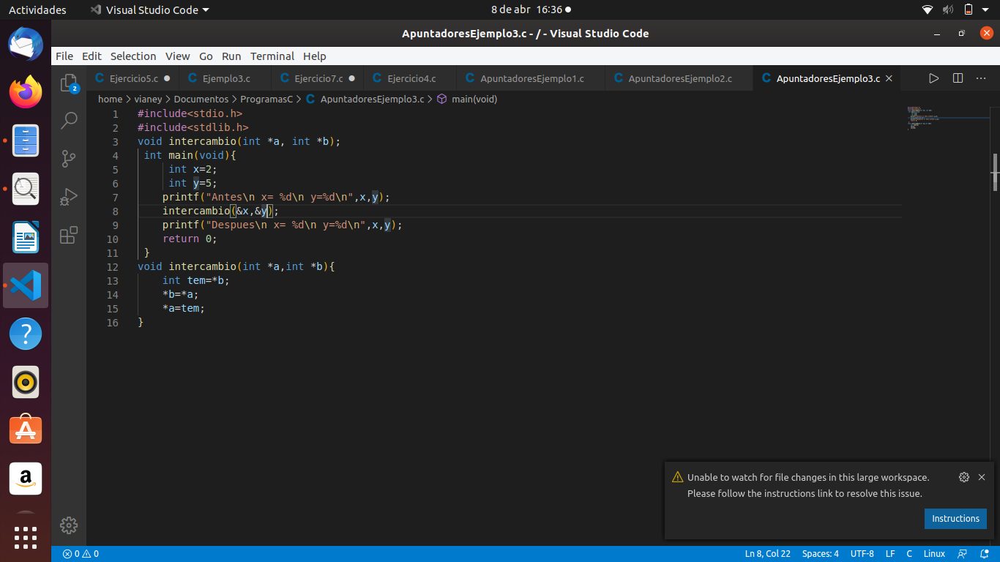 Actividades Visual Studio Code 8 de abr 16:36
ApuntadoresEjemplo3.c - / - Visual Studio Code
File Edit Selection View Go Run Terminal Help
Ejercicio5.c Ejemplo3.c Ejercicio7.c Ejercicio4.c ApuntadoresEjemplo1.c ApuntadoresEjemplo2.c ApuntadoresEjemplo3.c
home > vianey > Documentos > ProgramasC > ApuntadoresEjemplo3.c > main(void)
2
1 #include<stdio.h>
2 #include<stdlib.h>
3 void intercambio(int *a, int *b);
4 int main(void){
5 int x=2;
6 int y=5;
7 printf("Antes\n x= %d\n y=%d\n",x,y);
8 intercambio(&x,&y);
9 printf("Despues\n x= %d\n y=%d\n",x,y);
10 return 0;
11 }
12 void intercambio(int *a,int *b){
13 int tem=*b;
14 *b=*a;
15 *a=tem;
16 }
Unable to watch for file changes in this large workspace.
Please follow the instructions link to resolve this issue.
Instructions
0 0 Ln 8, Col 22 Spaces: 4 UTF-8 LF C Linux